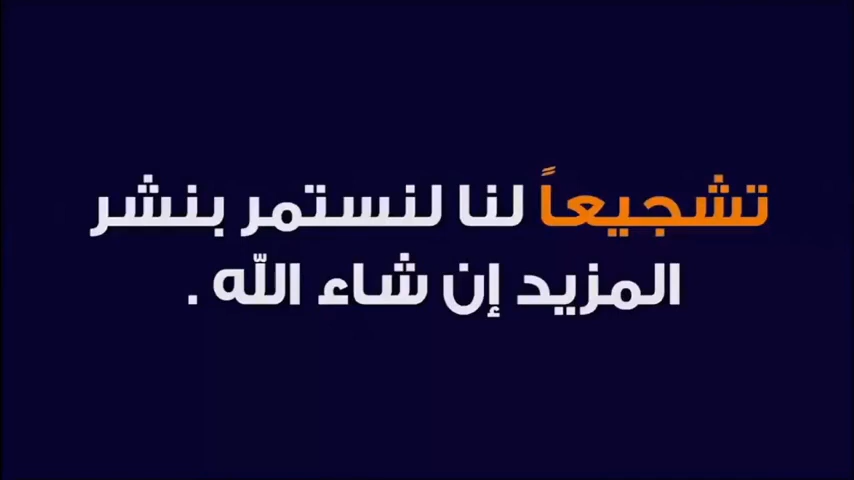 تشجيعاً لنا لنستمر بنشر
المزيد إن شاء الله .